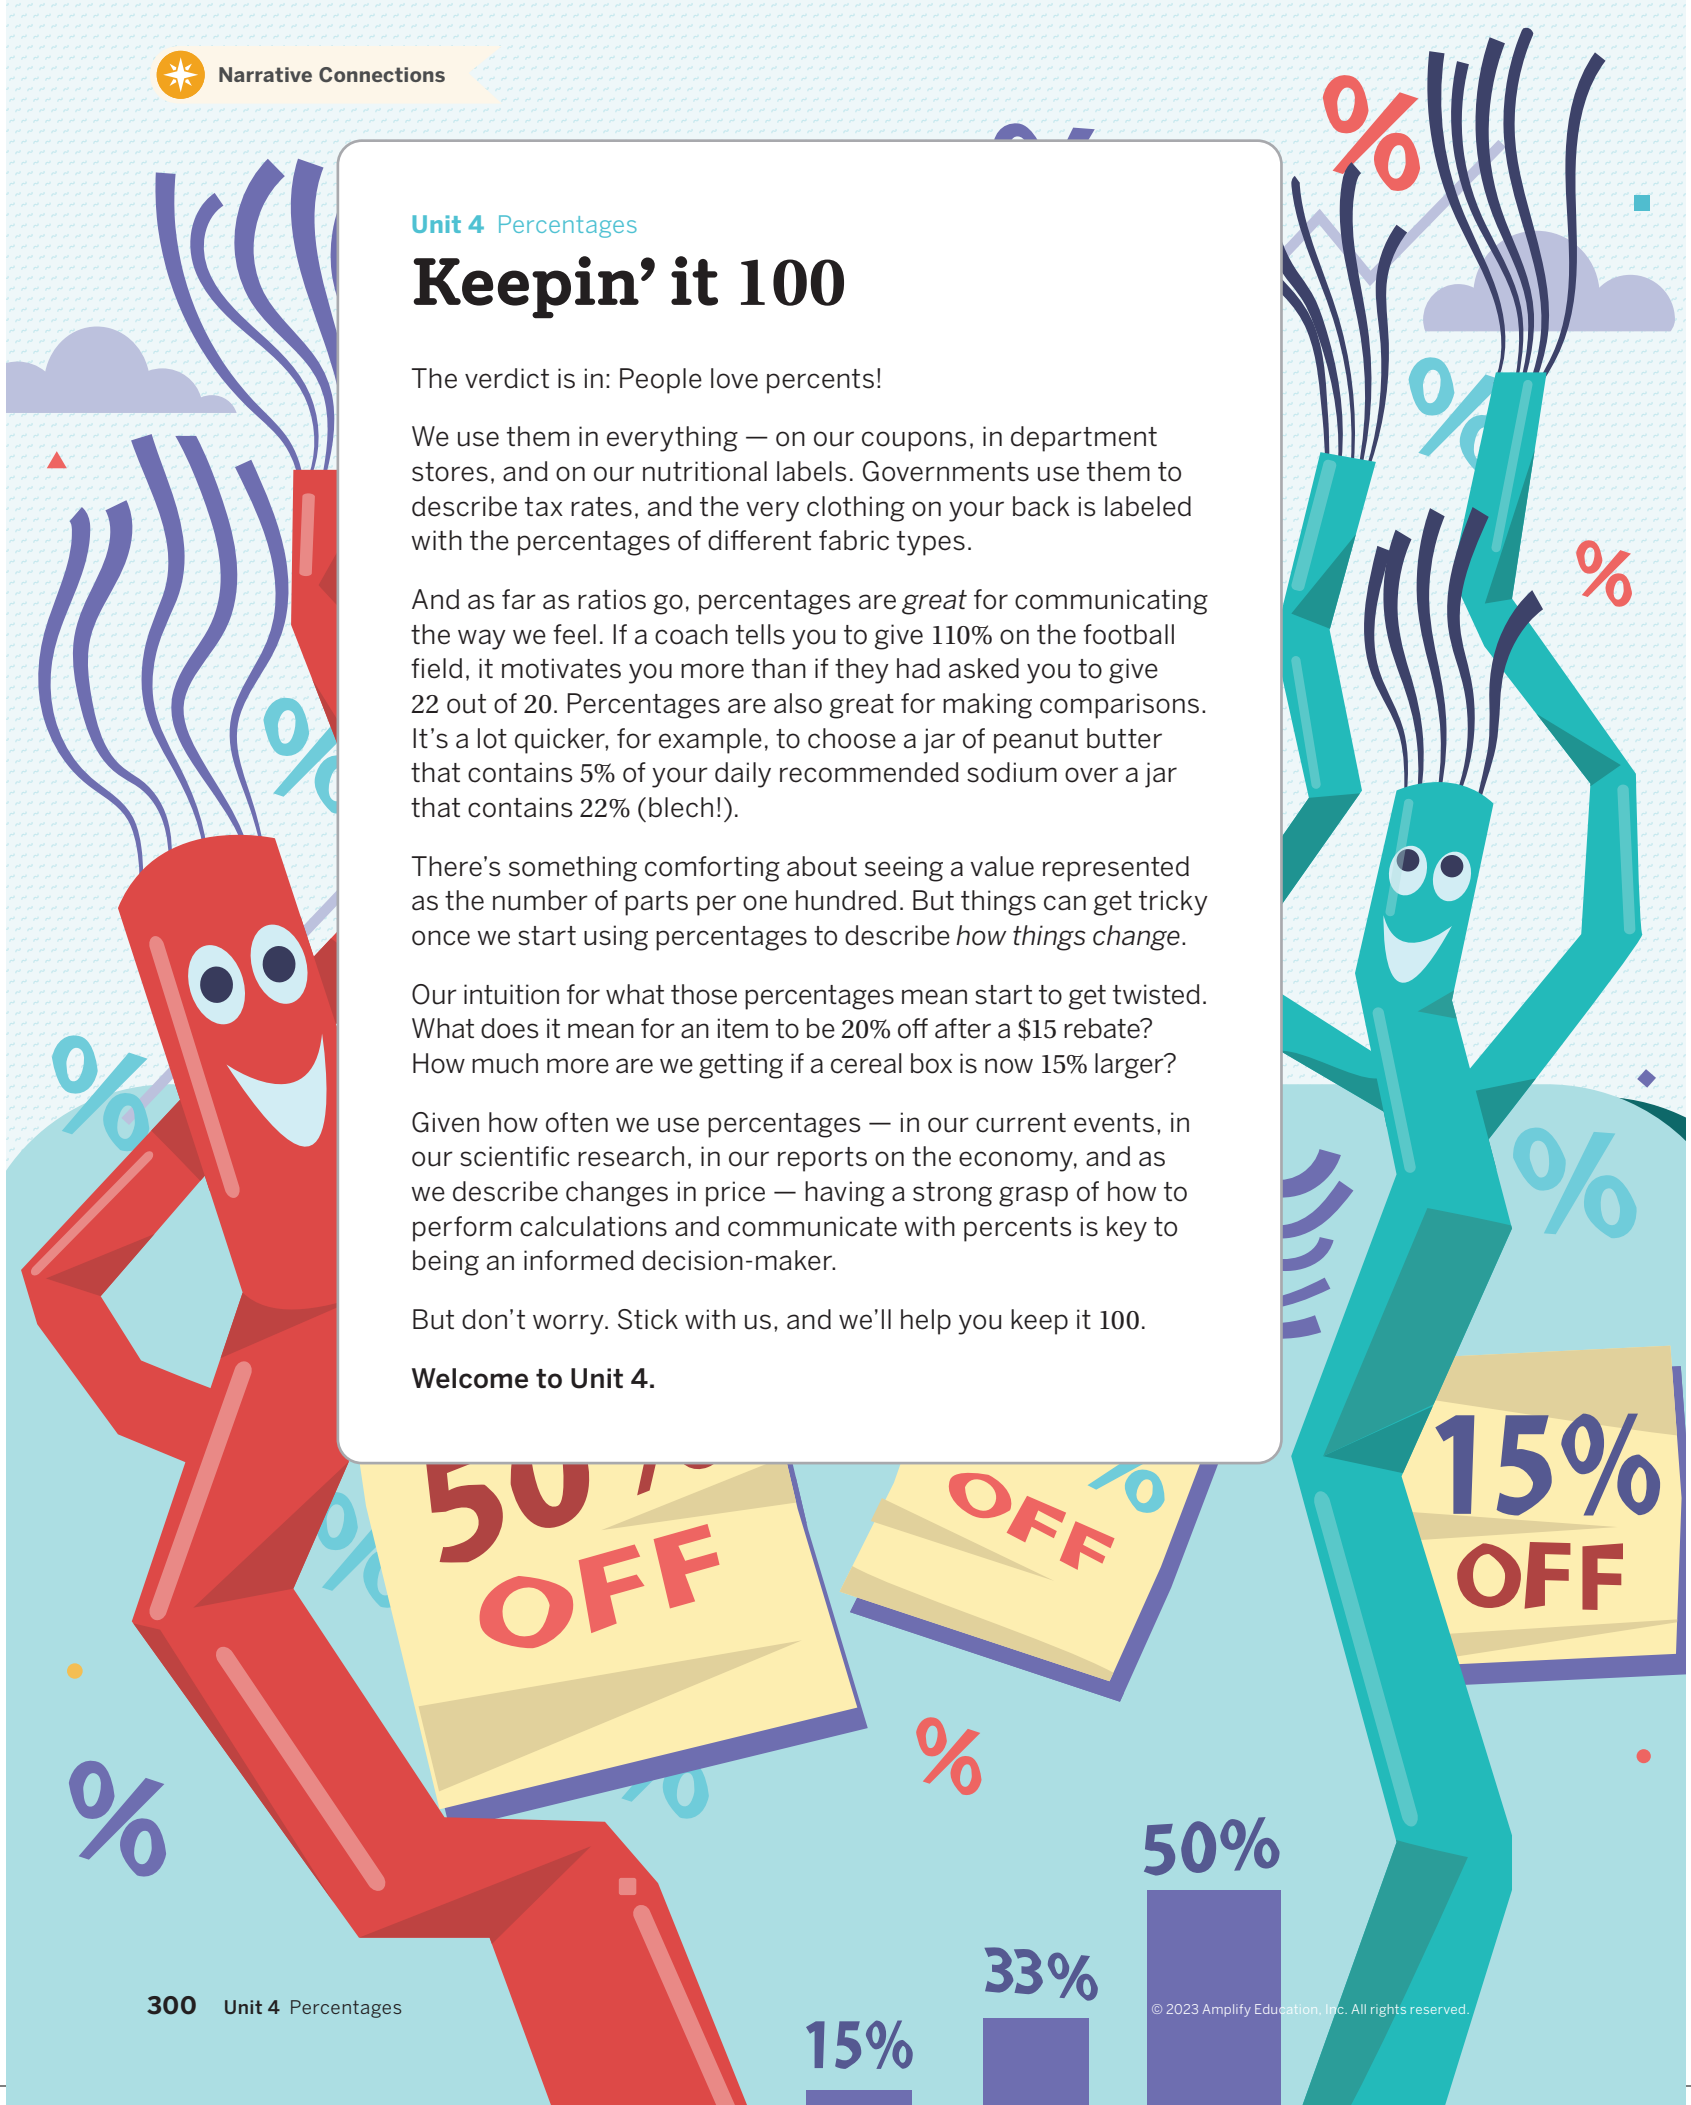 Narrative Connections
Unit 4 Percentages
Keepin’ it 100
The verdict is in: People love percents!
We use them in everything — on our coupons, in department
stores, and on our nutritional labels. Governments use them to
describe tax rates, and the very clothing on your back is labeled
with the percentages of different fabric types.
And as far as ratios go, percentages are great for communicating
the way we feel. If a coach tells you to give 110% on the football
field, it motivates you more than if they had asked you to give
22 out of 20. Percentages are also great for making comparisons.
It’s a lot quicker, for example, to choose a jar of peanut butter
that contains 5% of your daily recommended sodium over a jar
that contains 22% (blech!).
There’s something comforting about seeing a value represented
as the number of parts per one hundred. But things can get tricky
once we start using percentages to describe how things change.
Our intuition for what those percentages mean start to get twisted.
What does it mean for an item to be 20% off after a $15 rebate?
How much more are we getting if a cereal box is now 15% larger?
Given how often we use percentages — in our current events, in
our scientific research, in our reports on the economy, and as
we describe changes in price — having a strong grasp of how to
perform calculations and communicate with percents is key to
being an informed decision-maker.
But don’t worry. Stick with us, and we’ll help you keep it 100.
Welcome to Unit 4.
50%
OFF
OFF
15%
OFF
%
%
%
%
%
%
%
%
%
%
%
50%
33%
15%
300 Unit 4 Percentages
© 2023 Amplify Education, Inc. All rights reserved.